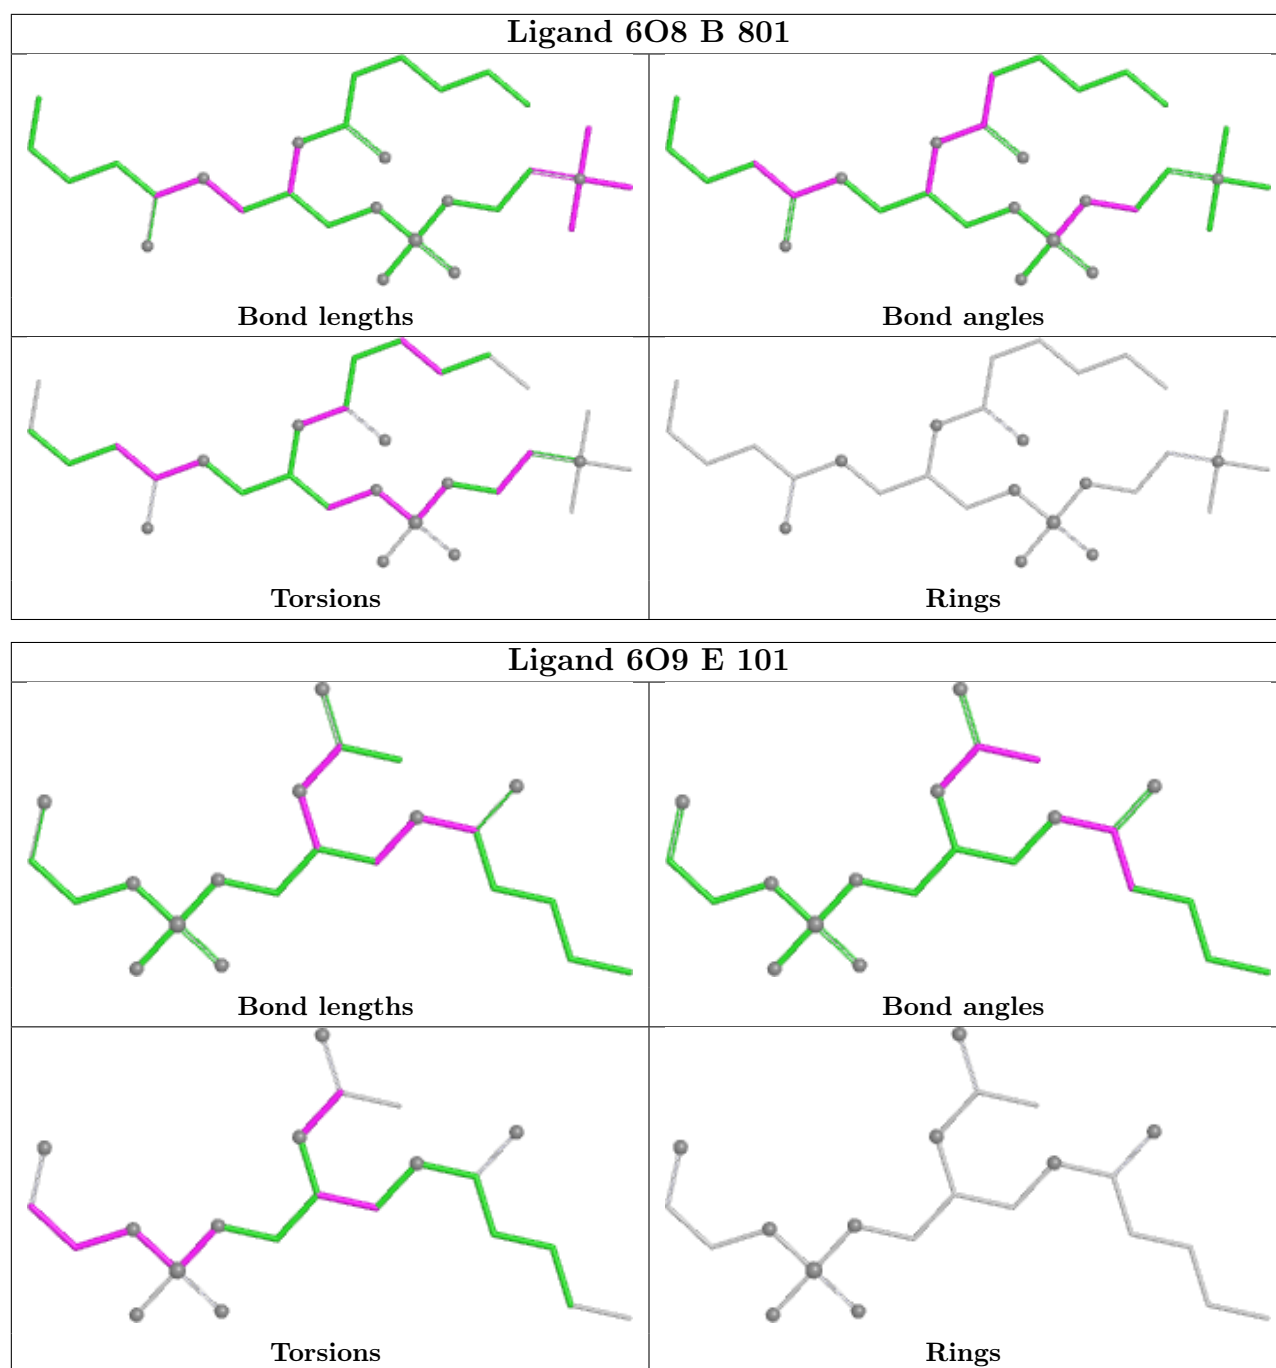 Ligand 6O8 B 801
Bond lengths
Bond angles
Torsions
Rings
Ligand 6O9 E 101
Bond lengths
Bond angles
Torsions
Rings